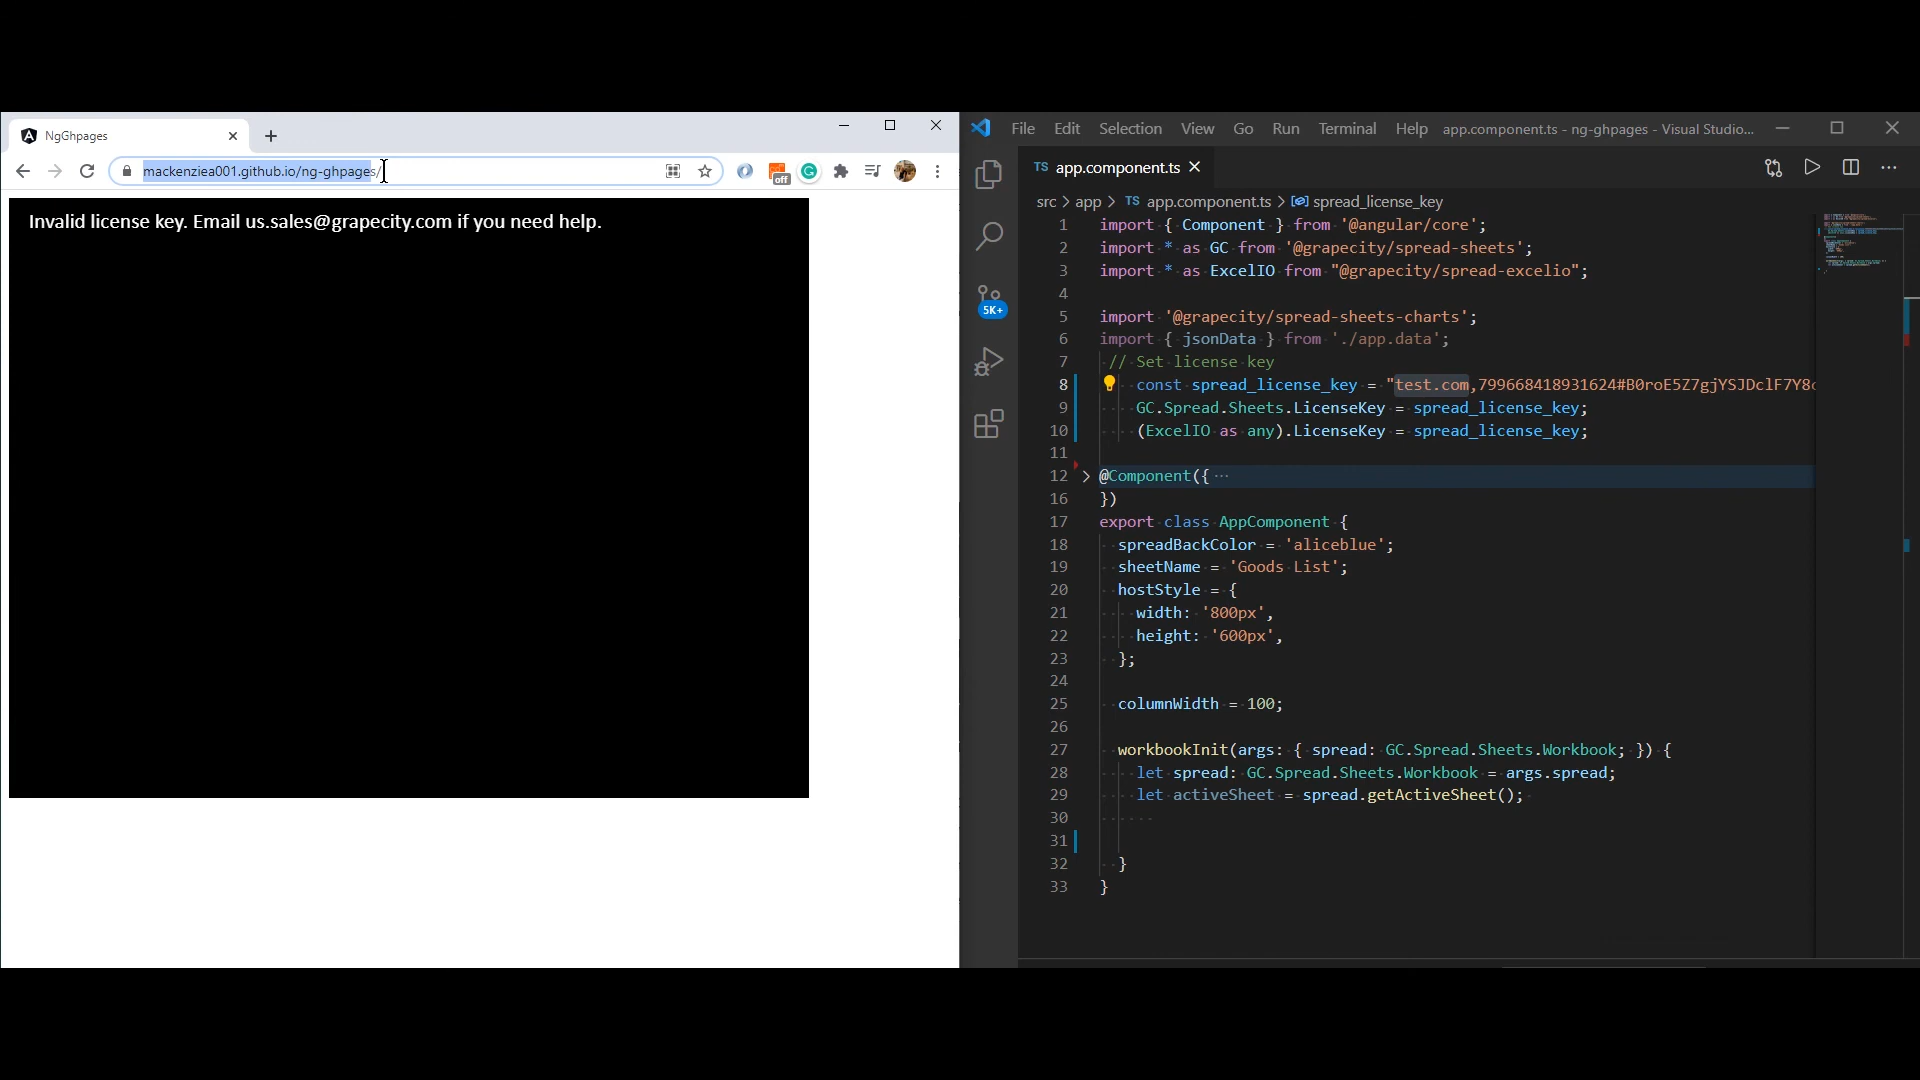 NgGhpages
mackenziea001.github.io/ng-ghpages/
off
Invalid license key. Email us.sales@grapecity.com if you need help.
File Edit Selection View Go Run Terminal Help app.component.ts - ng-ghpages - Visual Studio...
TS app.component.ts
src > app > TS app.component.ts > spread_license_key
5K+
1 import { Component } from '@angular/core';
2 import * as GC from '@grapecity/spread-sheets';
3 import * as ExcelIO from "@grapecity/spread-excelio";
4
5 import '@grapecity/spread-sheets-charts';
6 import { jsonData } from './app.data';
7 // Set license key
8 const spread_license_key = "test.com,799668418931624#B0roE5Z7gjYSJDclF7Y8
9 GC.Spread.Sheets.LicenseKey = spread_license_key;
10 (ExcelIO as any).LicenseKey = spread_license_key;
11
12 @Component({ ...
16 })
17 export class AppComponent {
18 spreadBackColor = 'aliceblue';
19 sheetName = 'Goods List';
20 hostStyle = {
21 width: '800px',
22 height: '600px',
23 };
24
25 columnWidth = 100;
26
27 workbookInit(args: { spread: GC.Spread.Sheets.Workbook; }) {
28 let spread: GC.Spread.Sheets.Workbook = args.spread;
29 let activeSheet = spread.getActiveSheet();
30
31
32 }
33 }